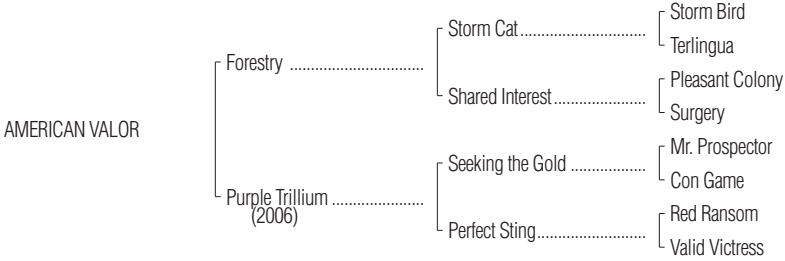 Storm Bird
Storm Cat..............................
Terlingua
Forestry ................................
Pleasant Colony
Shared Interest......................
Surgery
AMERICAN VALOR
Mr. Prospector
Seeking the Gold ..................
Con Game
Purple Trillium ......................
(2006)
Red Ransom
Perfect Sting..........................
Valid Victress